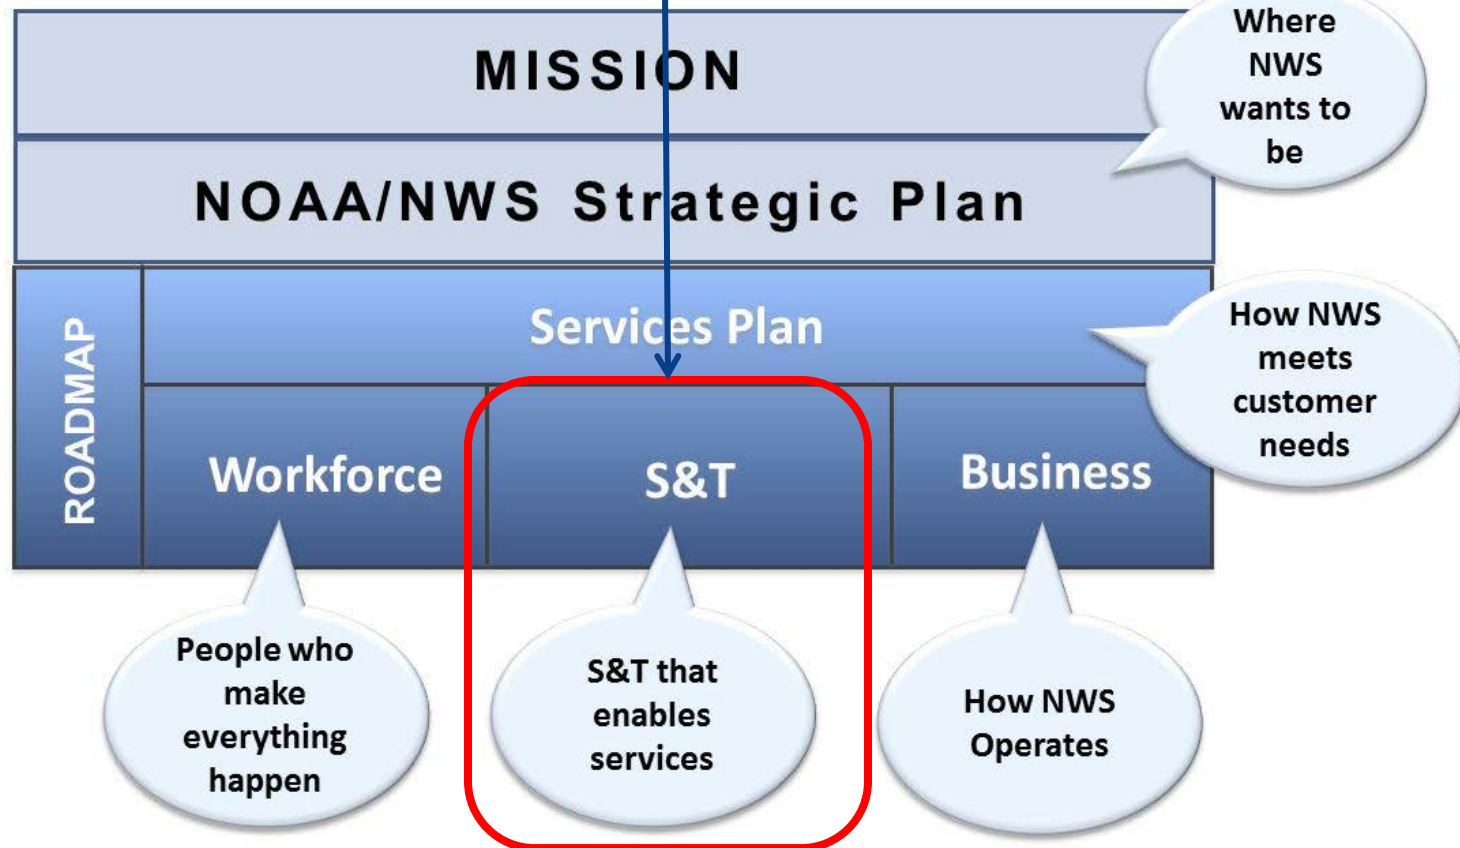 MISSION
Where
NWS
wants to
be
NOAA/NWS Strategic Plan
ROADMAP
Services Plan
How NWS
meets
customer
needs
Workforce
S&T
Business
People who
make
everything
happen
S&T that
enables
services
How NWS
Operates